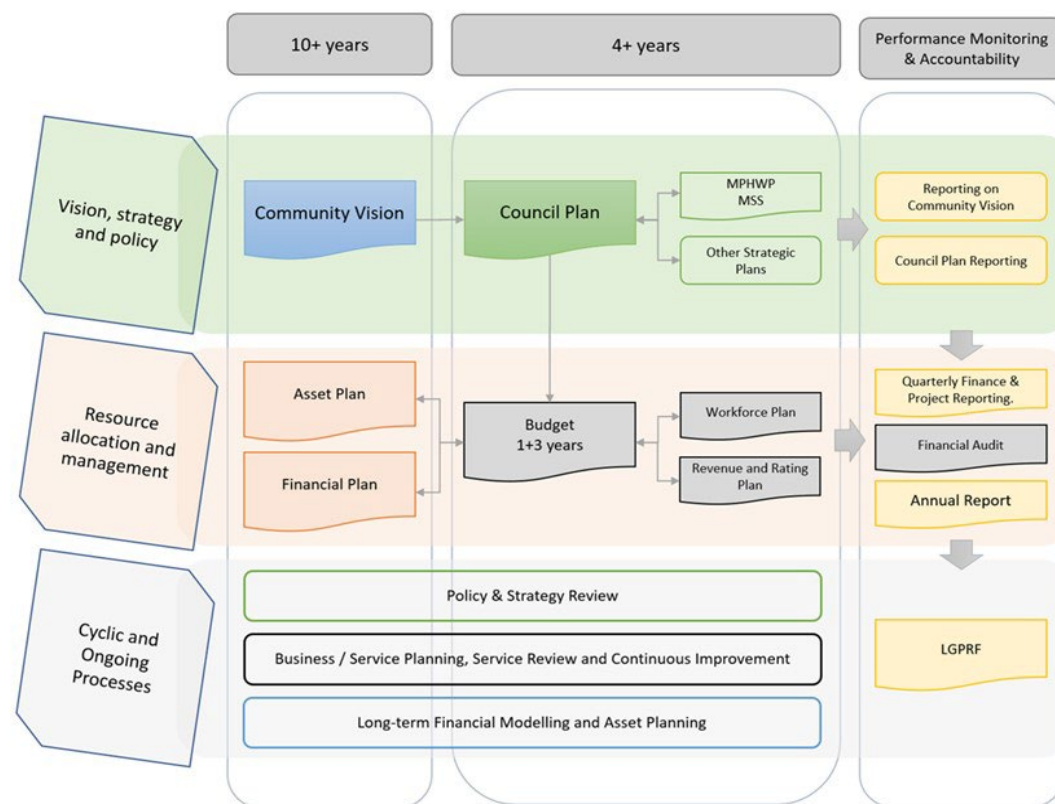 10+ years
4+ years
Performance Monitoring
& Accountability
Vision, strategy
and policy
Community Vision
Council Plan
MPHWP
MSS
Other Strategic
Plans
Reporting on
Community Vision
Council Plan Reporting
Resource
allocation and
management
Asset Plan
Financial Plan
Budget
1+3 years
Workforce Plan
Revenue and Rating
Plan
Quarterly Finance &
Project Reporting.
Financial Audit
Annual Report
Cyclic and
Ongoing
Processes
Policy & Strategy Review
Business / Service Planning, Service Review and Continuous Improvement
Long-term Financial Modelling and Asset Planning
LGPRF